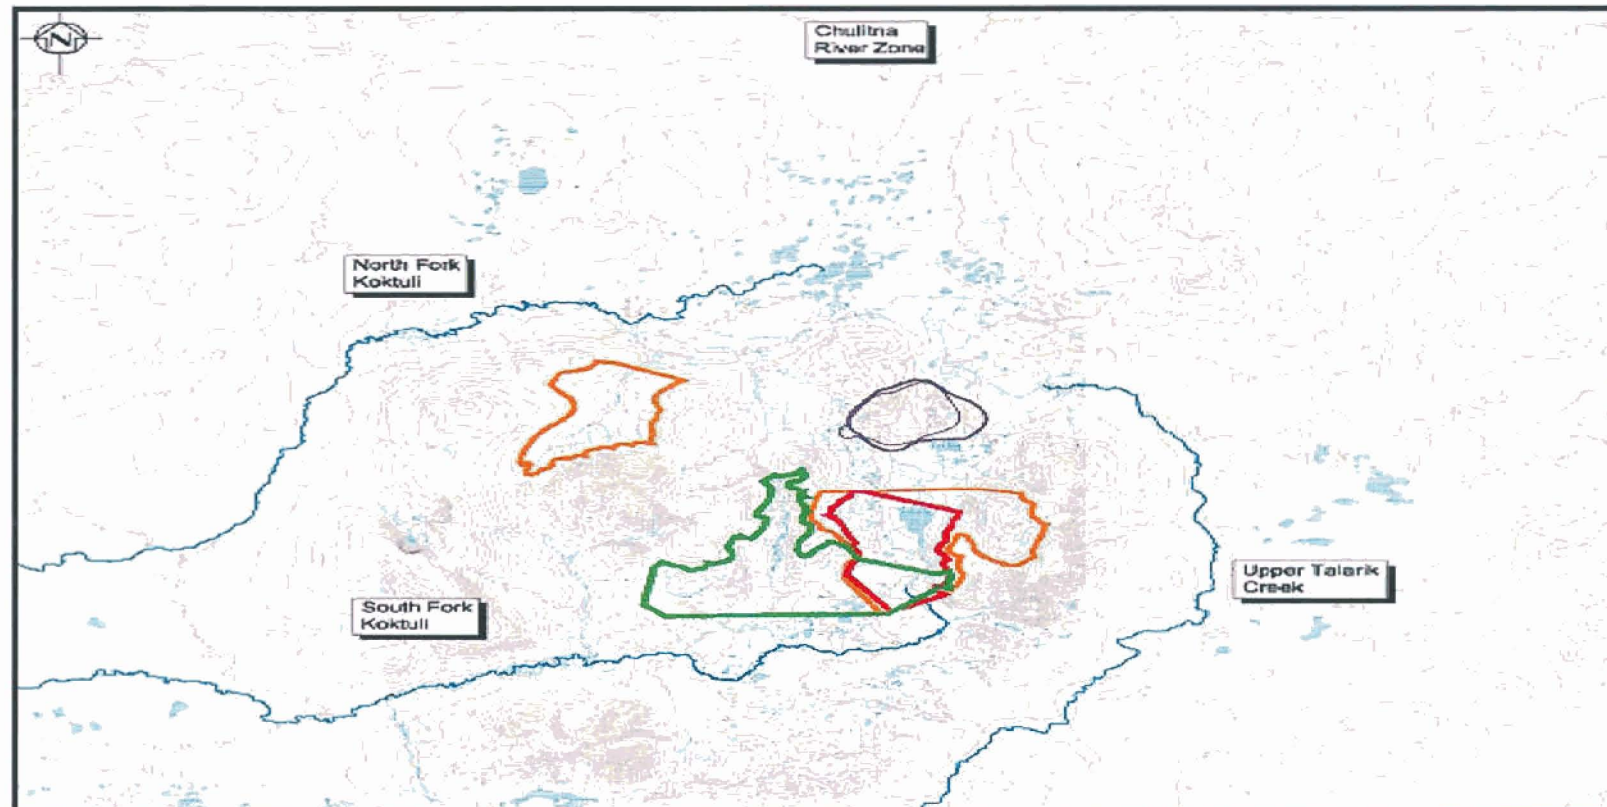 N
Chulitna
River Zone
North Fork
Koktuli
South Fork
Koktuli
Upper Talarik
Creek